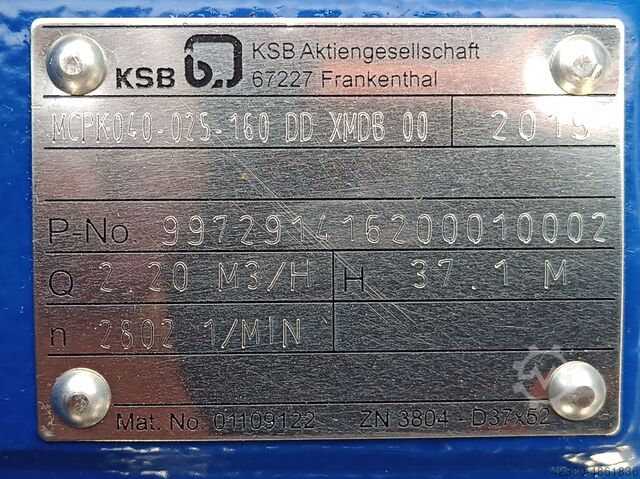 KSB KSB Aktiengesellschaft
67227 Frankenthal
MCPK040-025-160 DD XMDB 00 2015
P-No 997291416200010002
Q 2.20 M3/H H 37.1 M
n 2802 1/MIN
Mat. No. 01109122 ZN 3804 - D37x52